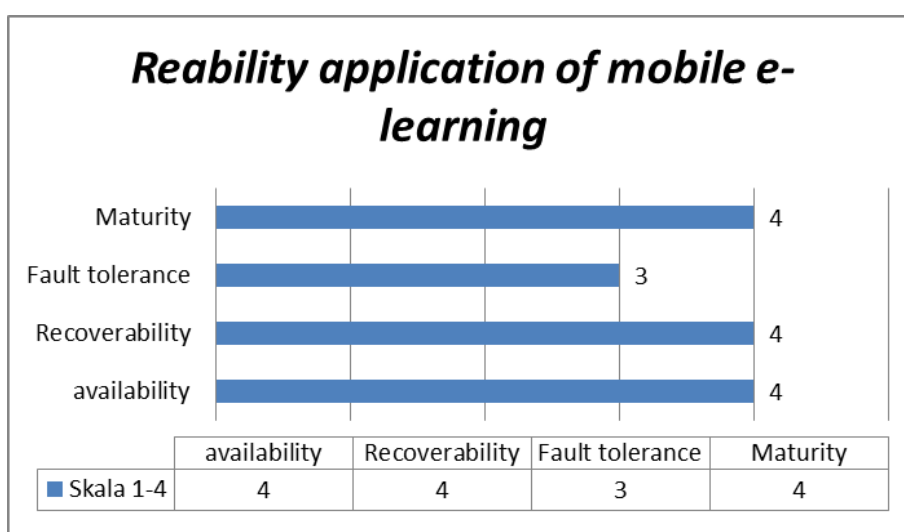 Reability application of mobile e-
learning
Maturity 4
Fault tolerance 3
Recoverability 4
availability 4
availability Recoverability Fault tolerance Maturity
Skala 1-4 4 4 3 4